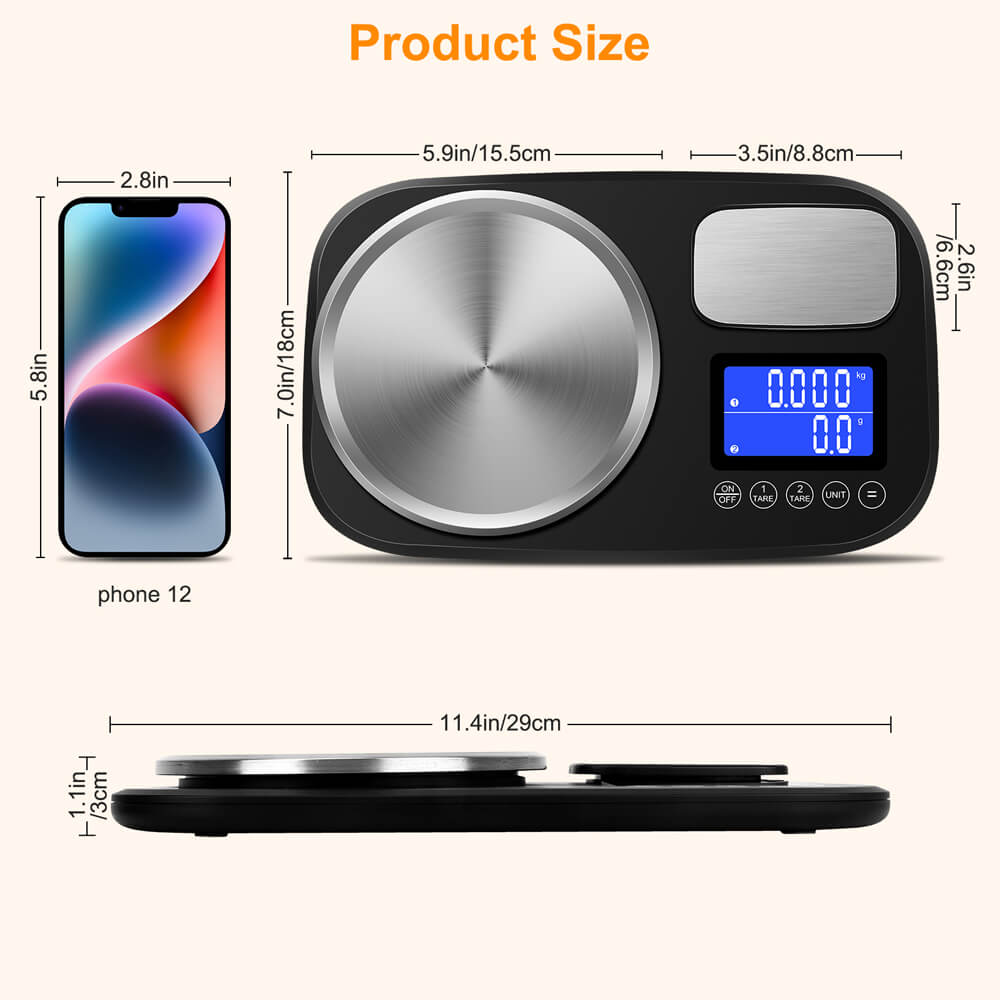 Product Size
5.9in/15.5cm
3.5in/8.8cm
2.8in
5.8in
7.0in/18cm
2.6in
/6.6cm
0.000 kg
1
0.0 g
2
ON
OFF
1
TARE
2
TARE
UNIT
=
phone 12
11.4in/29cm
1.1in
/3cm